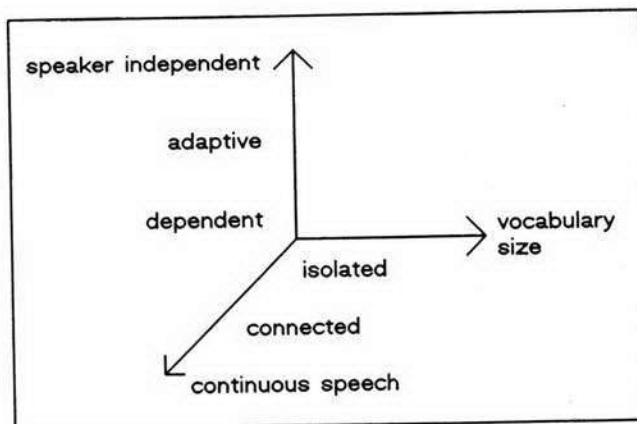 speaker independent
adaptive
dependent
vocabulary
size
isolated
connected
continuous speech